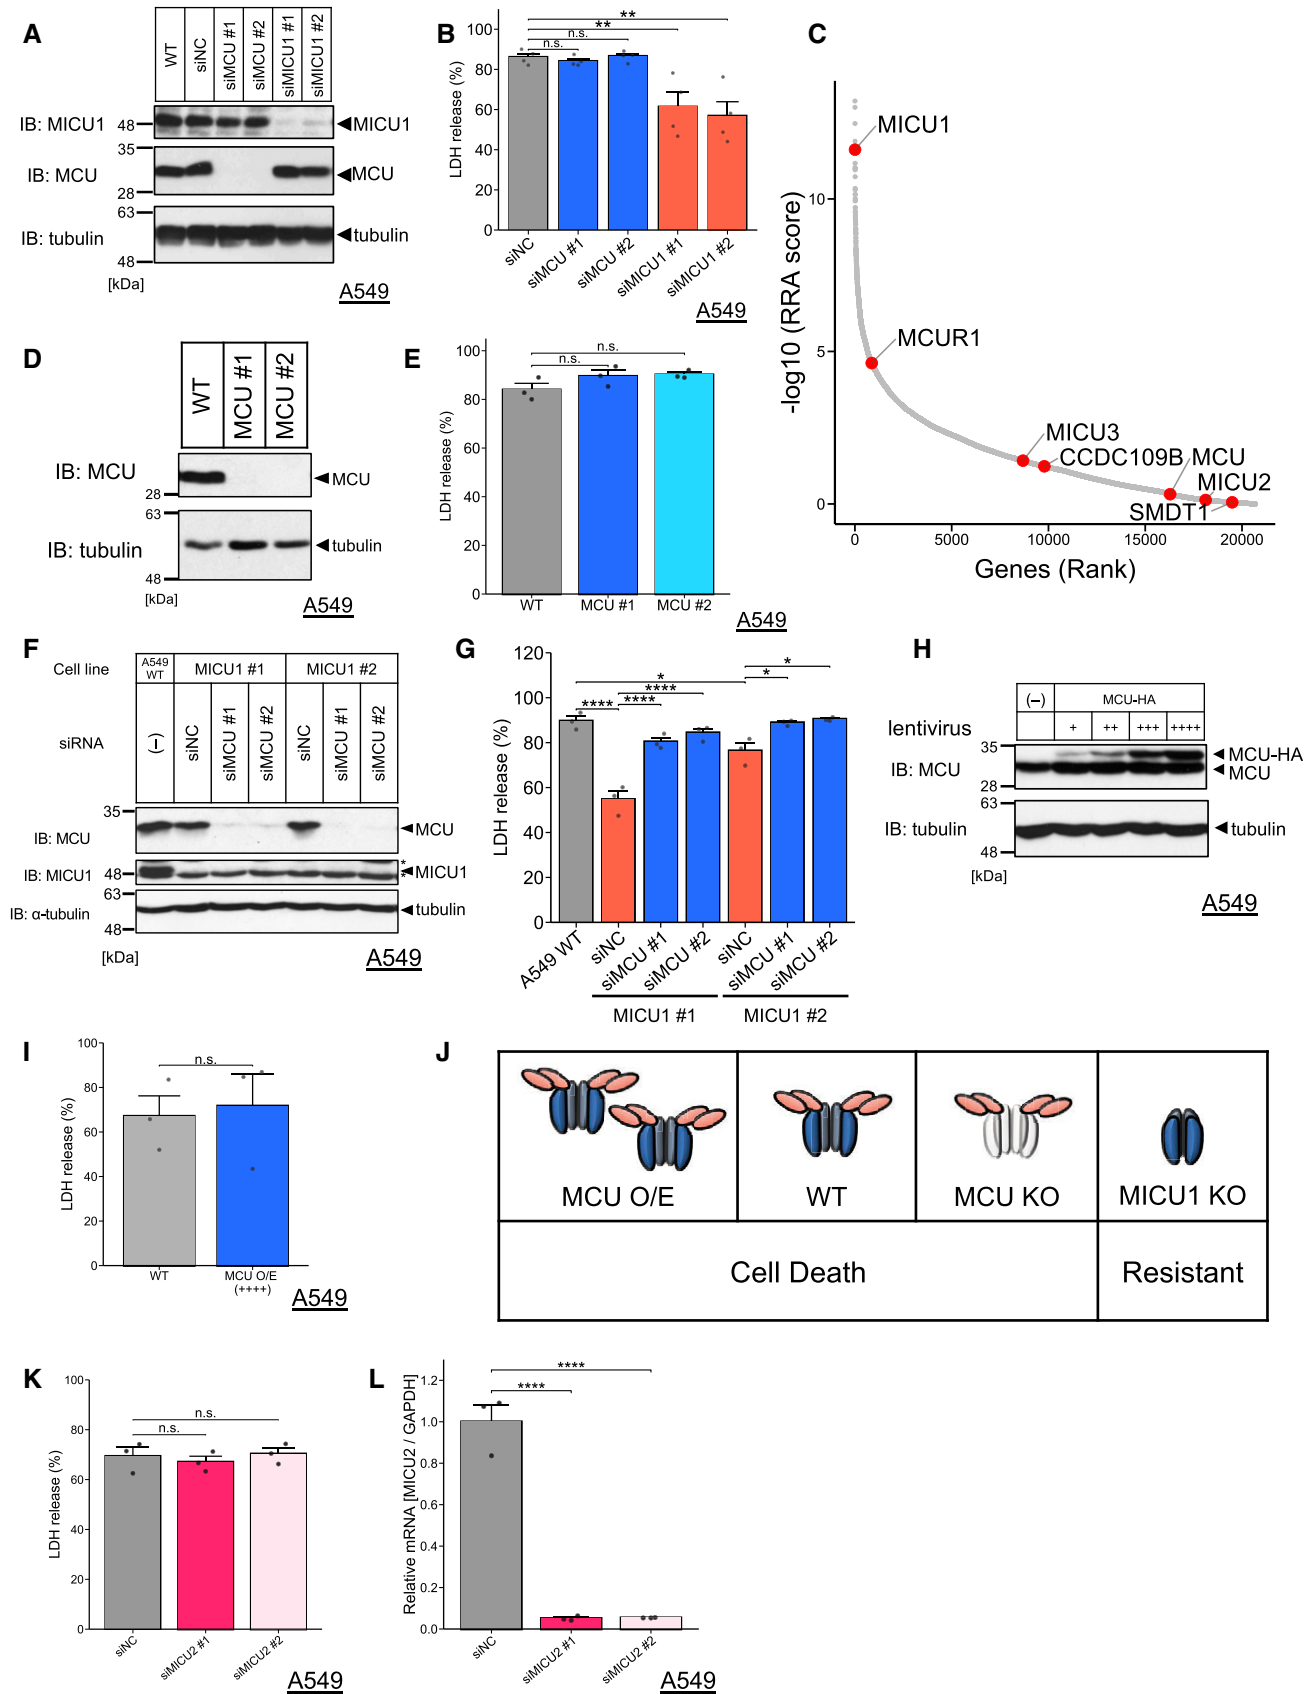 A
WT
siNC
siMCU #1
siMCU #2
siMICU1 #1
siMICU1 #2
IB: MICU1
48
MICU1
35
IB: MCU
MCU
28
63
IB: tubulin
tubulin
48
[kDa]
A549
B
LDH release (%)
100
80
60
40
20
0
**
**
n.s.
n.s.
siNC
siMCU #1
siMCU #2
siMICU1 #1
siMICU1 #2
A549
C
-log10 (RRA score)
10
5
0
MICU1
MCUR1
MICU3
CCDC109B
MCU
MICU2
SMDT1
0
5000
10000
15000
20000
Genes (Rank)
D
WT
MCU #1
MCU #2
IB: MCU
MCU
28
63
IB: tubulin
tubulin
48
[kDa]
A549
E
LDH release (%)
100
80
60
40
20
0
n.s.
n.s.
WT
MCU #1
MCU #2
A549
F
Cell line
A549
WT
MICU1 #1
MICU1 #2
siRNA
(−)
siNC
siMCU #1
siMCU #2
siNC
siMCU #1
siMCU #2
35
IB: MCU
MCU
IB: MICU1
48
*
MICU1
*
63
IB: α-tubulin
tubulin
48
[kDa]
A549
G
LDH release (%)
120
100
80
60
40
20
0
*
*
*
****
****
****
A549 WT
siNC
siMCU #1
siMCU #2
siNC
siMCU #1
siMCU #2
MICU1 #1
MICU1 #2
H
(−)
MCU-HA
lentivirus
+
++
+++
++++
35
MCU-HA
IB: MCU
MCU
28
63
IB: tubulin
tubulin
48
[kDa]
A549
I
LDH release (%)
100
80
60
40
20
0
n.s.
WT
MCU O/E
(++++)
A549
J
MCU O/E
WT
MCU KO
MICU1 KO
Cell Death
Resistant
K
LDH release (%)
100
80
60
40
20
0
n.s.
n.s.
siNC
siMICU2 #1
siMICU2 #2
A549
L
Relative mRNA [MICU2 / GAPDH]
1.2
1.0
0.8
0.6
0.4
0.2
0.0
****
****
siNC
siMICU2 #1
siMICU2 #2
A549